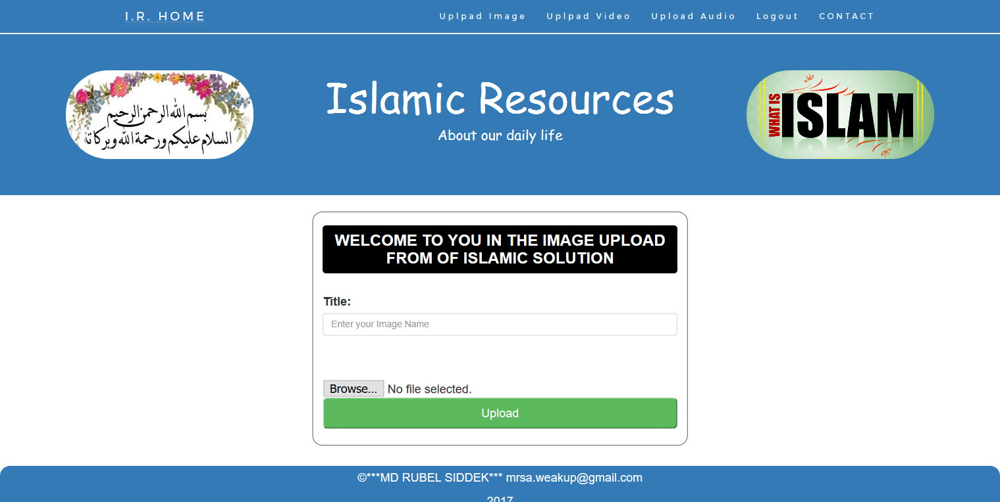 I.R. HOME
Uplpad Image
Uplpad Video
Upload Audio
Logout
CONTACT
بسم الله الرحمن الرحيم
السلام عليكم ورحمة الله وبركاته
Islamic Resources
About our daily life
WHAT IS
ISLAM
WELCOME TO YOU IN THE IMAGE UPLOAD
FROM OF ISLAMIC SOLUTION
Title:
Enter your Image Name
Browse... No file selected.
Upload
©***MD RUBEL SIDDEK*** mrsa.weakup@gmail.com
2017